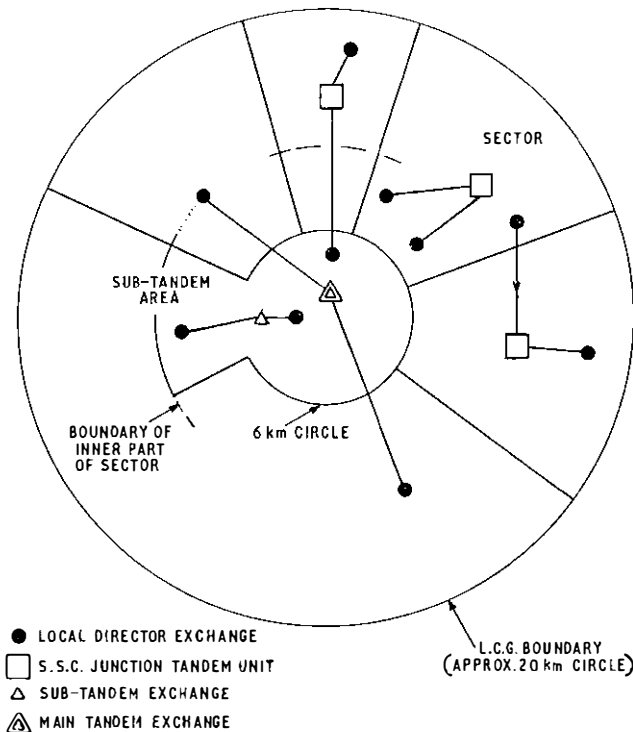 SECTOR
SUB-TANDEM
AREA
BOUNDARY OF
INNER PART
OF SECTOR
6 km CIRCLE
L.C.G. BOUNDARY
(APPROX. 20 km CIRCLE)
LOCAL DIRECTOR EXCHANGE
S.S.C. JUNCTION TANDEM UNIT
SUB-TANDEM EXCHANGE
MAIN TANDEM EXCHANGE